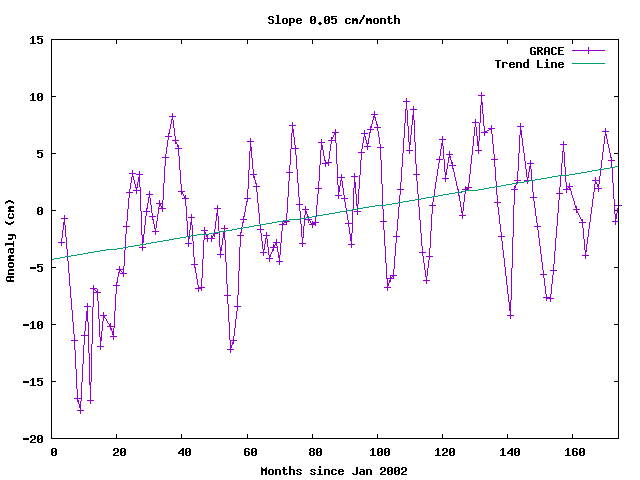 Slope 0.05 cm/month
GRACE
Trend Line
15
10
5
0
-5
-10
-15
-20
Anomaly (cm)
0 20 40 60 80 100 120 140 160
Months since Jan 2002